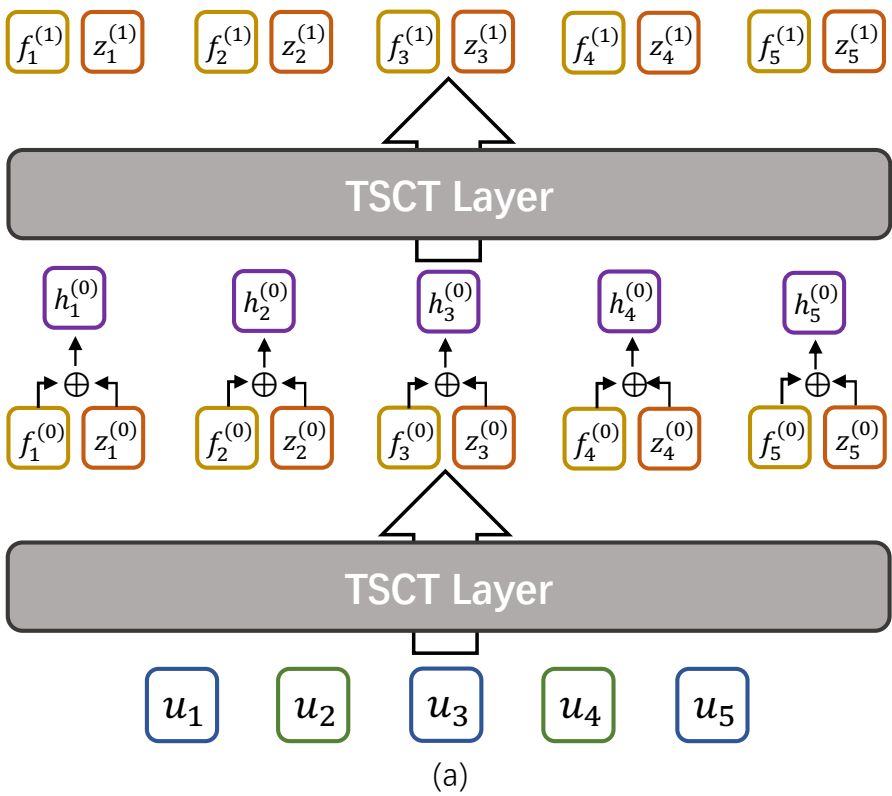 f_1^{(1)} z_1^{(1)} f_2^{(1)} z_2^{(1)} f_3^{(1)} z_3^{(1)} f_4^{(1)} z_4^{(1)} f_5^{(1)} z_5^{(1)}
TSCT Layer
h_1^{(0)} h_2^{(0)} h_3^{(0)} h_4^{(0)} h_5^{(0)}
⊕ ⊕ ⊕ ⊕ ⊕
f_1^{(0)} z_1^{(0)} f_2^{(0)} z_2^{(0)} f_3^{(0)} z_3^{(0)} f_4^{(0)} z_4^{(0)} f_5^{(0)} z_5^{(0)}
TSCT Layer
u_1 u_2 u_3 u_4 u_5
(a)